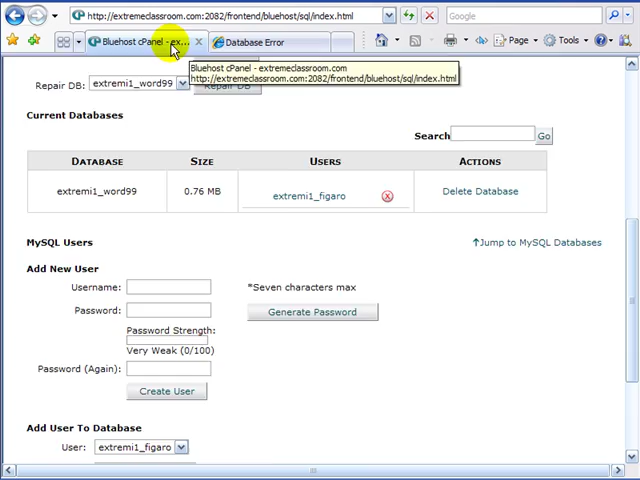 http://extremeclassroom.com:2082/frontend/bluehost/sql/index.html
Bluehost cPanel - ex...
Database Error
Page
Tools
Bluehost cPanel - extremeclassroom.com
http://extremeclassroom.com:2082/frontend/bluehost/sql/index.html
Repair DB: extremi1_word99 Repair DB
Current Databases
Search Go
DATABASE SIZE USERS ACTIONS
extremi1_word99 0.76 MB extremi1_figaro Delete Database
MySQL Users Jump to MySQL Databases
Add New User
Username: *Seven characters max
Password: Generate Password
Password Strength:
Very Weak (0/100)
Password (Again):
Create User
Add User To Database
User: extremi1_figaro